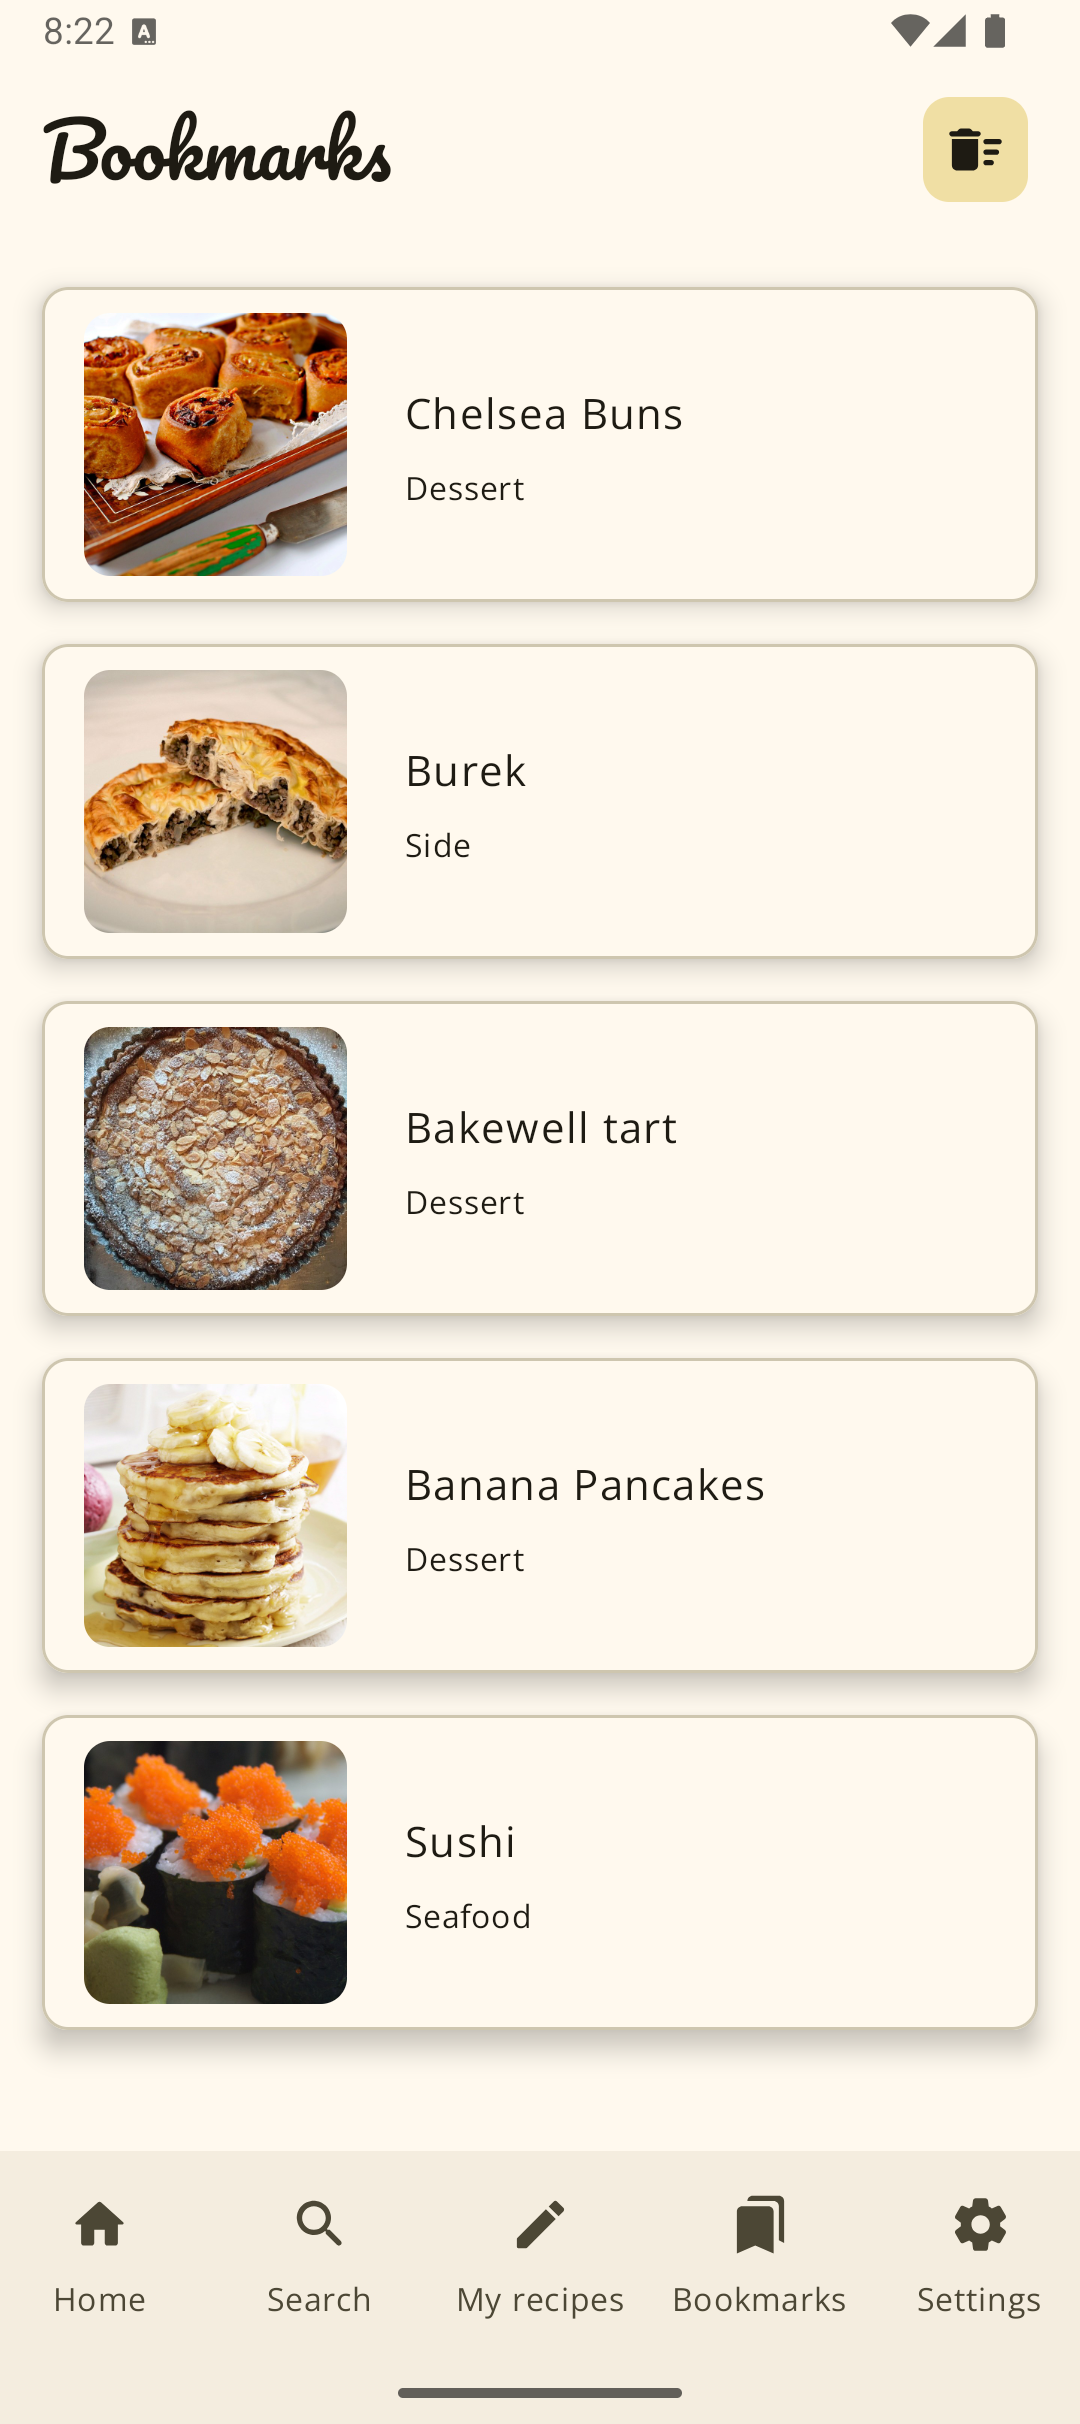 8:22
Bookmarks
Chelsea Buns
Dessert
Burek
Side
Bakewell tart
Dessert
Banana Pancakes
Dessert
Sushi
Seafood
Home
Search
My recipes
Bookmarks
Settings